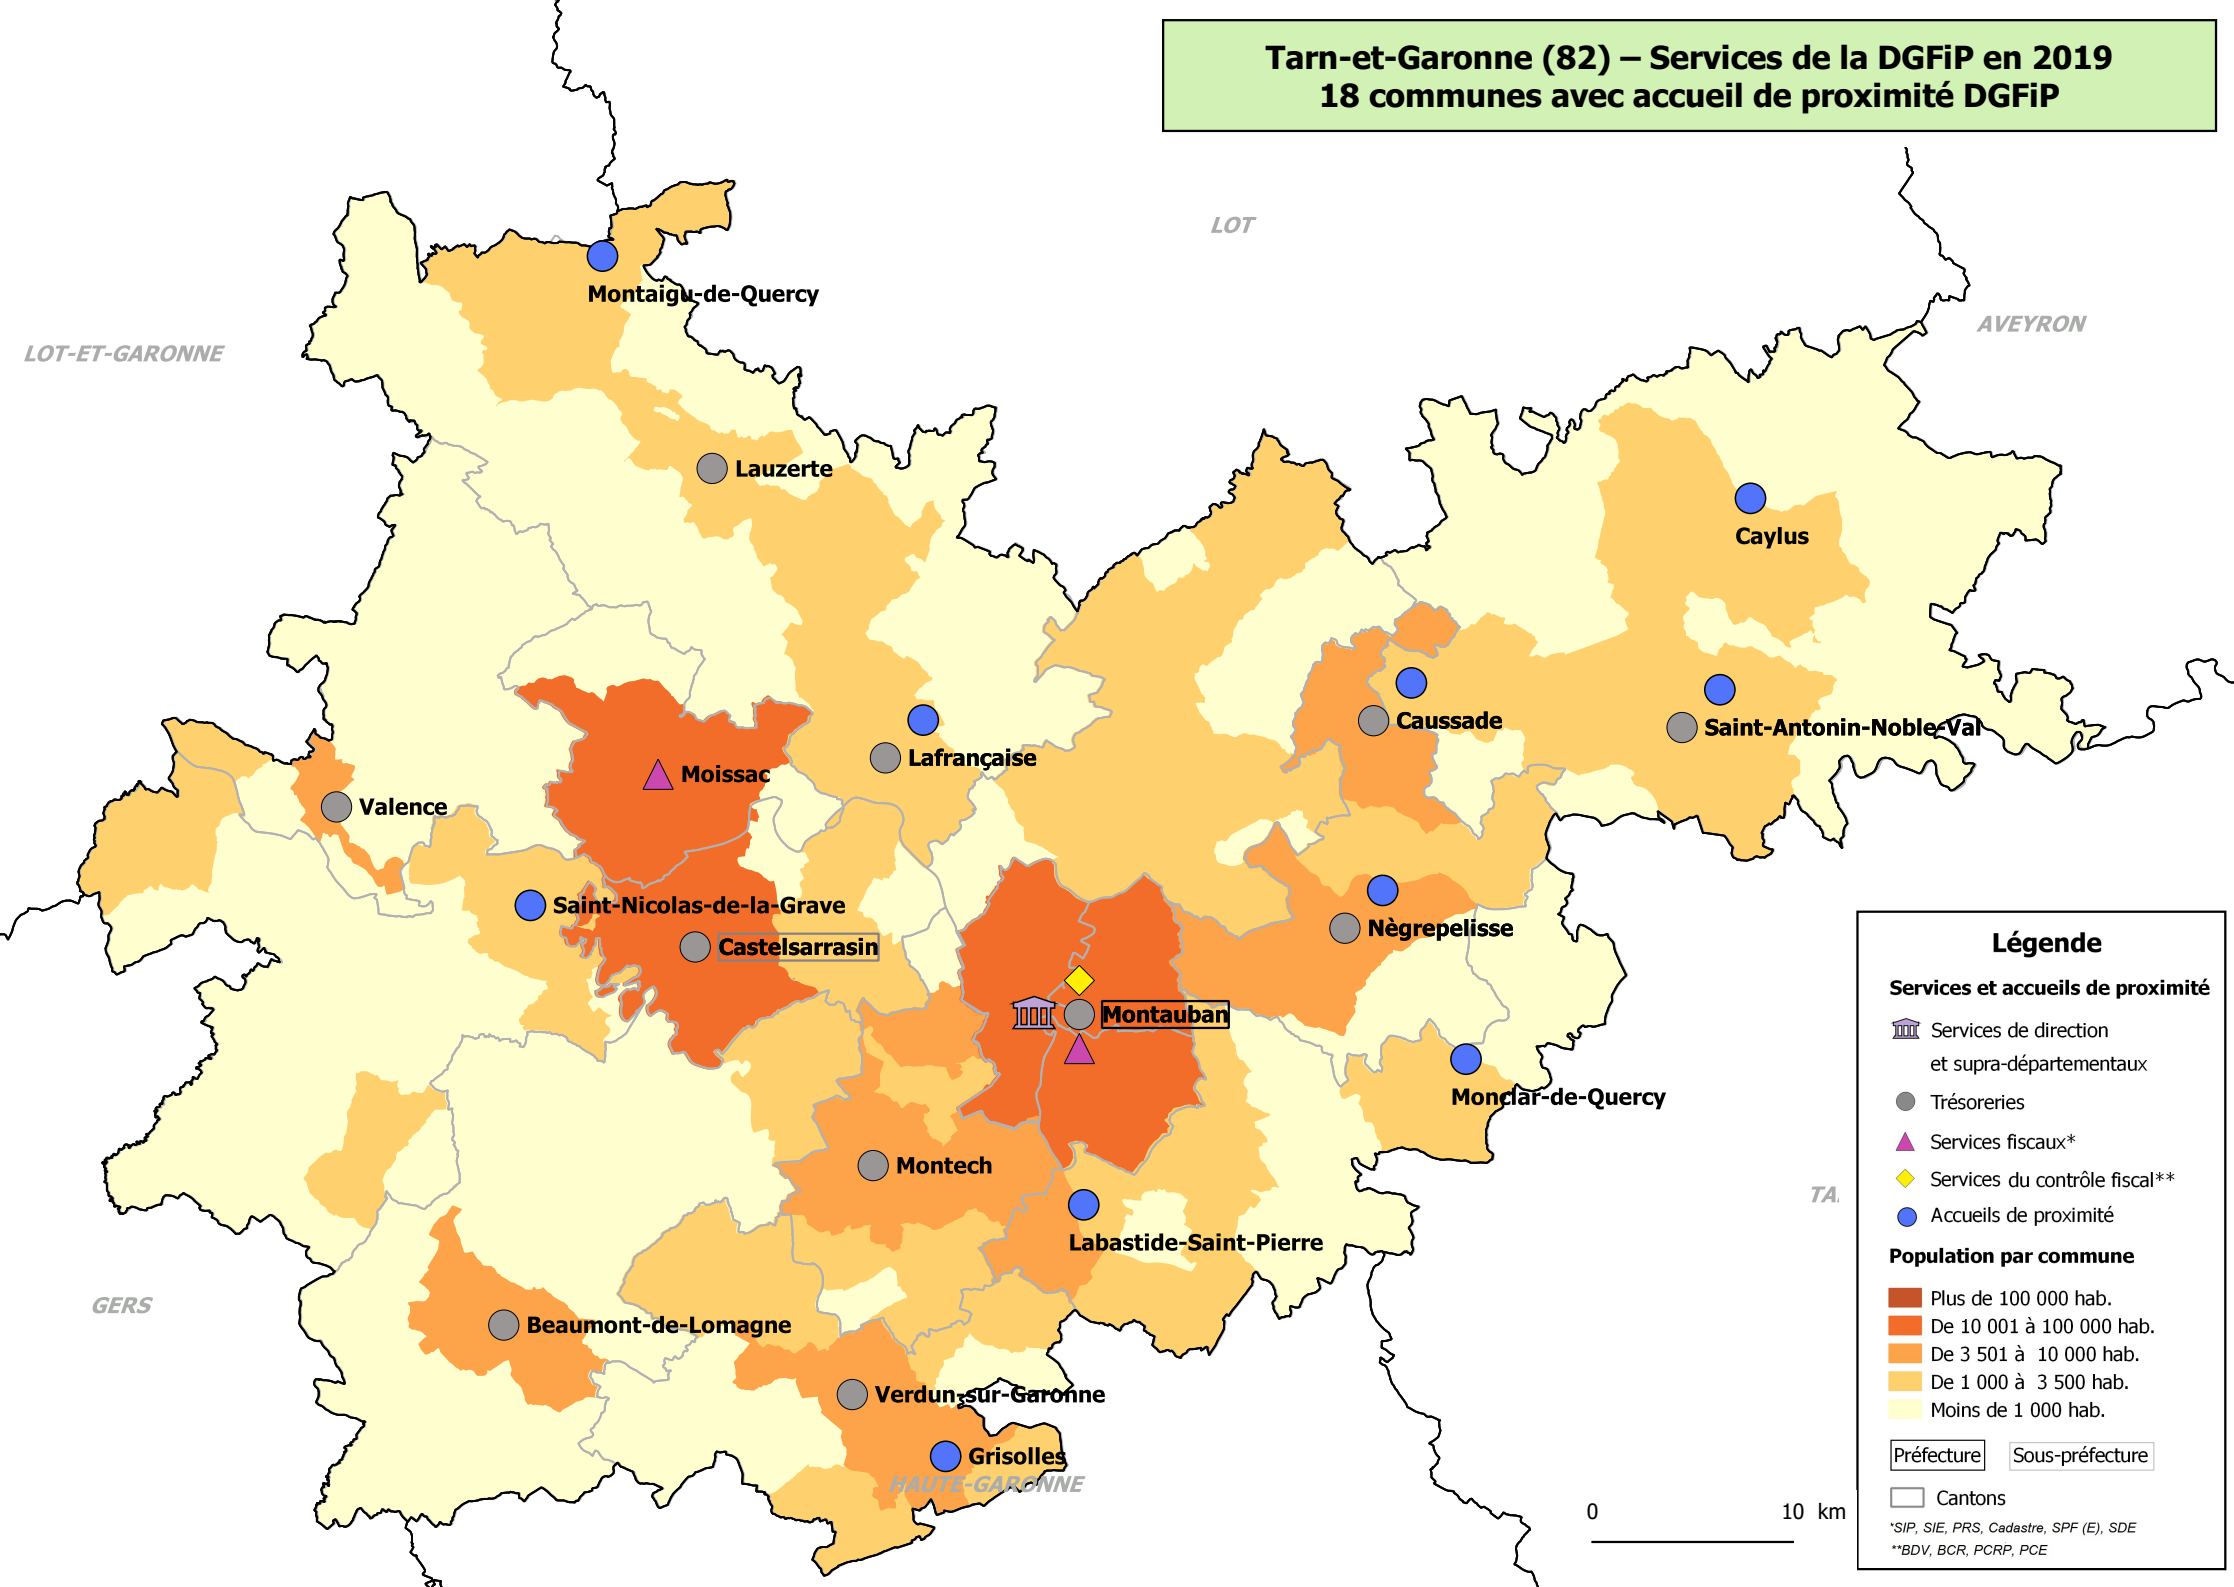 Tarn-et-Garonne (82) – Services de la DGFiP en 2019
18 communes avec accueil de proximité DGFiP
LOT
AVEYRON
LOT-ET-GARONNE
Montaigu-de-Quercy
Lauzerte
Caylus
Caussade
Saint-Antonin-Noble-Val
Lafrançaise
Moissac
Valence
Saint-Nicolas-de-la-Grave
Castelsarrasin
Nègrepelisse
Montauban
Monclar-de-Quercy
Montech
TA
Labastide-Saint-Pierre
GERS
Beaumont-de-Lomagne
Verdun-sur-Garonne
Grisolles
HAUTE-GARONNE
0 10 km
Légende
Services et accueils de proximité
Services de direction
et supra-départementaux
Trésoreries
Services fiscaux*
Services du contrôle fiscal**
Accueils de proximité
Population par commune
Plus de 100 000 hab.
De 10 001 à 100 000 hab.
De 3 501 à 10 000 hab.
De 1 000 à 3 500 hab.
Moins de 1 000 hab.
Préfecture Sous-préfecture
Cantons
*SIP, SIE, PRS, Cadastre, SPF (E), SDE
**BDV, BCR, PCRP, PCE